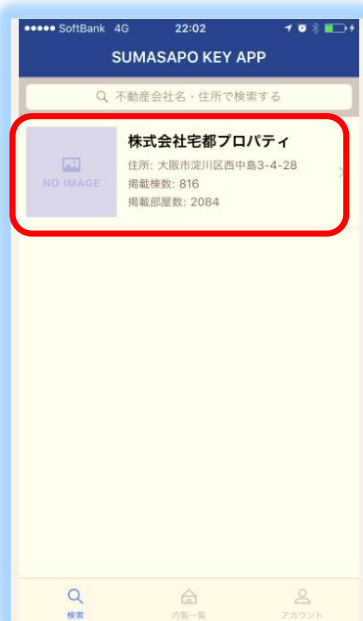 SoftBank 4G 22:02
SUMASAPO KEY APP
不動産会社名・住所で検索する
株式会社宅都プロパティ
住所: 大阪市淀川区西中島3-4-28
NO IMAGE
掲載棟数: 816
掲載部屋数: 2084
検索 内覧一覧 アカウント